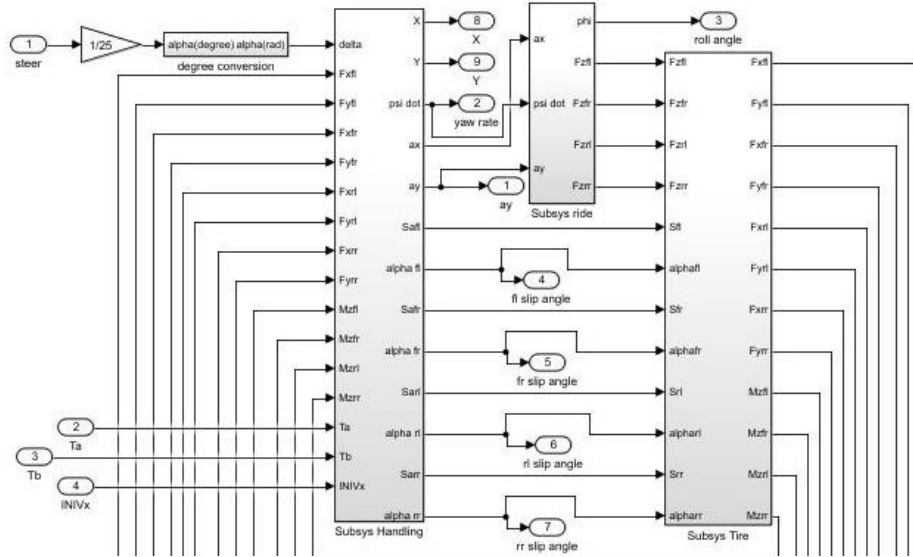 1
steer
1/25
alpha(degree) alpha(rad)
degree conversion
delta
Fxfl
Fyfl
Fxfr
Fyfr
Fxrl
Fyrl
Fxrr
Fyrr
Mzfl
Mzfr
Mzrl
Mzrr
Ta
Tb
INIVx
2
Ta
3
Tb
4
INIVx
X
Y
psi dot
ax
ay
Safl
alpha fl
Safr
alpha fr
Sarl
alpha rl
Sarr
alpha rr
Subsys Handling
8
X
9
Y
2
yaw rate
1
ay
4
fl slip angle
5
fr slip angle
6
rl slip angle
7
rr slip angle
ax
psi dot
ay
phi
Fzfl
Fzfr
Fzrl
Fzrr
Subsys ride
3
roll angle
Fzfl
Fzfr
Fzrl
Fzrr
Sfl
alphafl
Sfr
alphafr
Srl
alpharl
Srr
alpharr
Fxfl
Fyfl
Fxfr
Fyfr
Fxrl
Fyrl
Fxrr
Fyrr
Mzfl
Mzfr
Mzrl
Mzrr
Subsys Tire